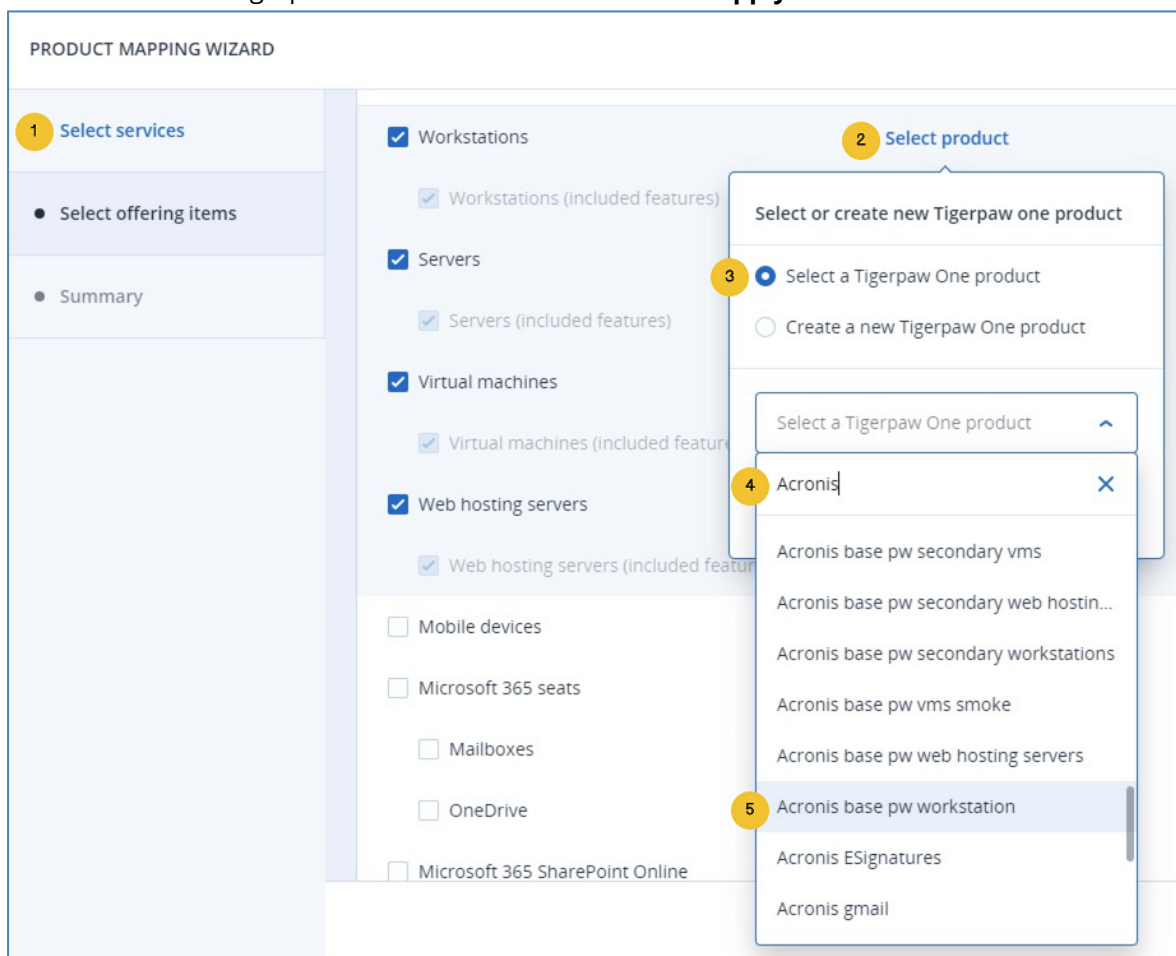 PRODUCT MAPPING WIZARD
1 Select services
Select offering items
Summary
Workstations
Workstations (included features)
Servers
Servers (included features)
Virtual machines
Virtual machines (included feature
Web hosting servers
Web hosting servers (included featur
Mobile devices
Microsoft 365 seats
Mailboxes
OneDrive
Microsoft 365 SharePoint Online
2 Select product
Select or create new Tigerpaw one product
3 Select a Tigerpaw One product
Create a new Tigerpaw One product
Select a Tigerpaw One product
4 Acronis
Acronis base pw secondary vms
Acronis base pw secondary web hostin...
Acronis base pw secondary workstations
Acronis base pw vms smoke
Acronis base pw web hosting servers
5 Acronis base pw workstation
Acronis ESignatures
Acronis gmail